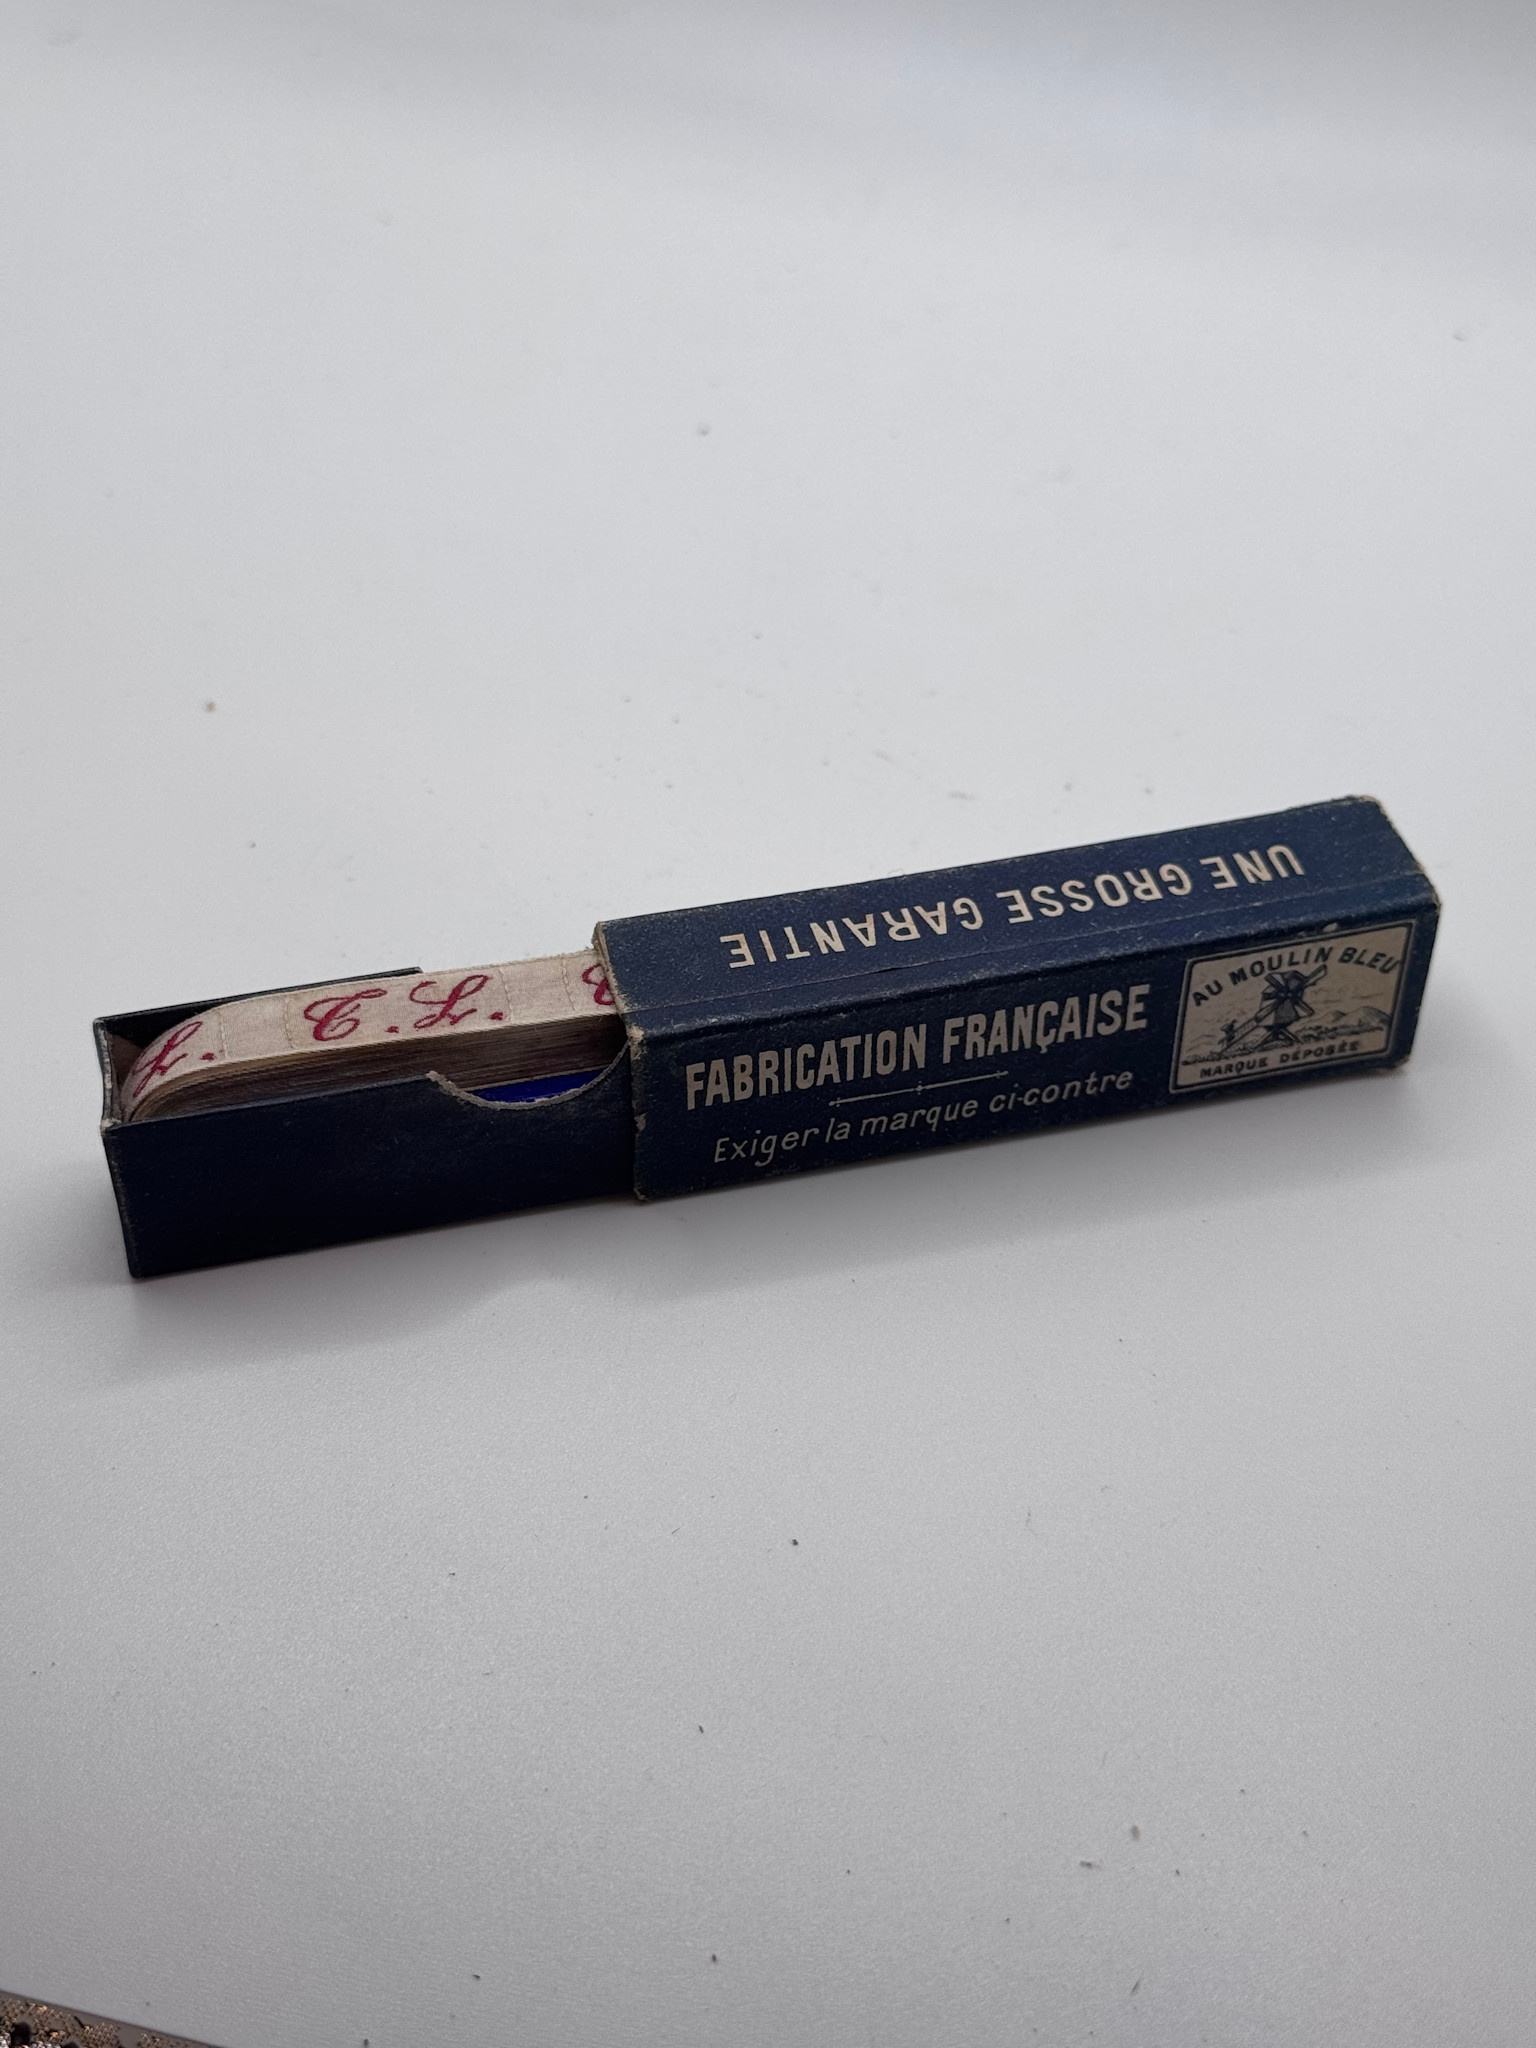 UNE GROSSE GARANTIE
FABRICATION FRANÇAISE
Exiger la marque ci-contre
AU MOULIN BLEU
MARQUE DÉPOSÉE